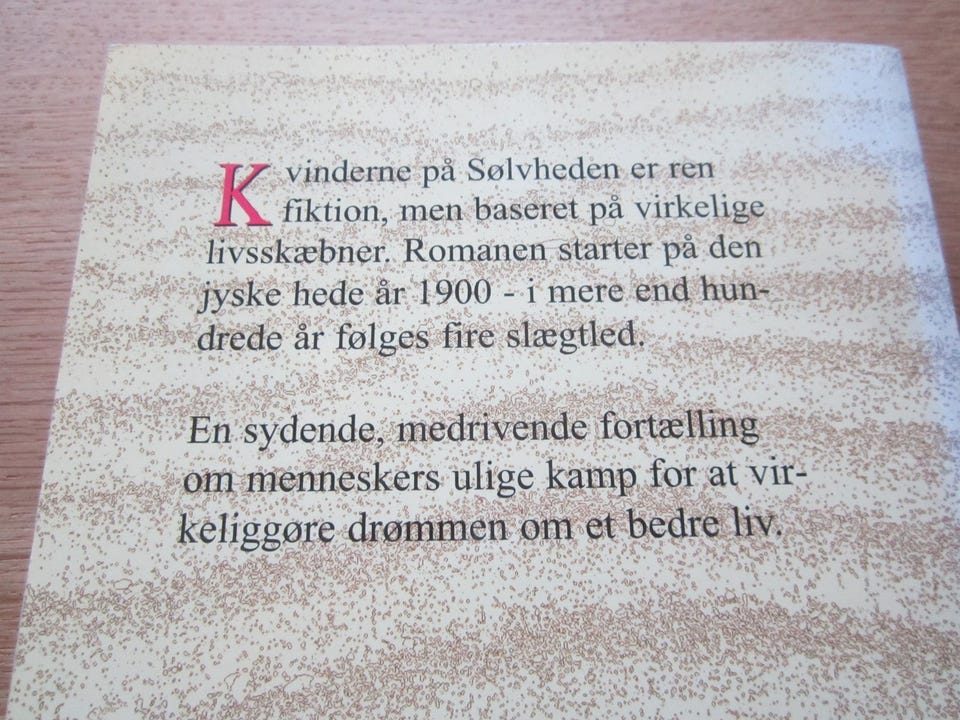 Kvinderne på Sølvheden er ren
fiktion, men baseret på virkelige
livsskæbner. Romanen starter på den
jyske hede år 1900 - i mere end hun-
drede år følges fire slægtled.
En sydende, medrivende fortælling
om menneskers ulige kamp for at vir-
keliggøre drømmen om et bedre liv.